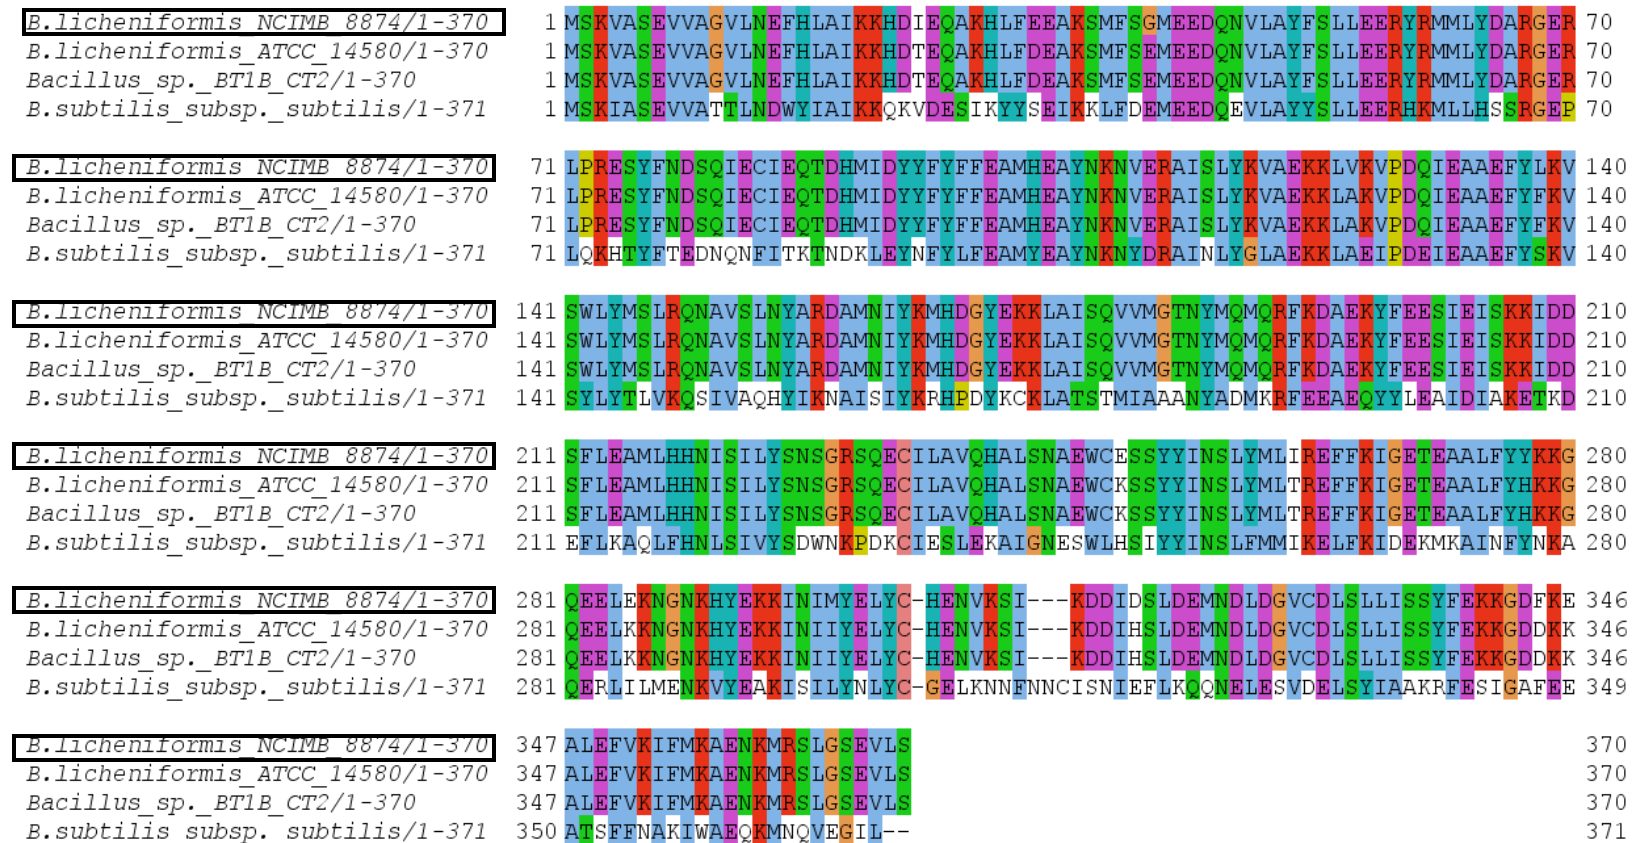 B.licheniformis_NCIMB_8874/1-370 1 MSKVASEVVAGVLNEFHLAIKKHDIEQAKHLFEEAKSMFSGMEEDQNVLAYFSLLEERYRMMLYDARGER 70
B.licheniformis_ATCC_14580/1-370 1 MSKVASEVVAGVLNEFHLAIKKHDTEQAKHLFDEAKSMFSEMEEDQNVLAYFSLLEERYRMMLYDARGER 70
Bacillus_sp._BT1B_CT2/1-370 1 MSKVASEVVAGVLNEFHLAIKKHDTEQAKHLFDEAKSMFSEMEEDQNVLAYFSLLEERYRMMLYDARGER 70
B.subtilis_subsp._subtilis/1-371 1 MSKIASEVVATTLNDWYIAIKKQKVDESIKYYSEIKKLFDEMEEDQEVLAYYSLLEERHKMLLHSSRGEP 70
B.licheniformis_NCIMB_8874/1-370 71 LPRESYFNDSQIECIEQTDHMIDYYFYFFEAMHEAYNKNVERAISLYKVAEKKLVKVPDQIEAAEFYLKV 140
B.licheniformis_ATCC_14580/1-370 71 LPRESYFNDSQIECIEQTDHMIDYYFYFFEAMHEAYNKNVERAISLYKVAEKKLAKVPDQIEAAEFYFKV 140
Bacillus_sp._BT1B_CT2/1-370 71 LPRESYFNDSQIECIEQTDHMIDYYFYFFEAMHEAYNKNVERAISLYKVAEKKLAKVPDQIEAAEFYFKV 140
B.subtilis_subsp._subtilis/1-371 71 LQKHTYFTEDNQNFITKTNDKLEYNFYLFEAMYEAYNKNYDRAINLYGLAEKKLAEIPDEIEAAEFYSKV 140
B.licheniformis_NCIMB_8874/1-370 141 SWLYMSLRQNAVSLNYARDAMNIYKMHDGYEKKLAISQVVMGTNYMQMQRFKDAEKYFEESIEISKKIDD 210
B.licheniformis_ATCC_14580/1-370 141 SWLYMSLRQNAVSLNYARDAMNIYKMHDGYEKKLAISQVVMGTNYMQMQRFKDAEKYFEESIEISKKIDD 210
Bacillus_sp._BT1B_CT2/1-370 141 SWLYMSLRQNAVSLNYARDAMNIYKMHDGYEKKLAISQVVMGTNYMQMQRFKDAEKYFEESIEISKKIDD 210
B.subtilis_subsp._subtilis/1-371 141 SYLYTLVKQSIVAQHYIKNAISIYKRHPDYKCKLATSTMIAAANYADMKRFEEAEQYYLEAIDIAKETKD 210
B.licheniformis_NCIMB_8874/1-370 211 SFLEAMLHHNISILYSNSGRSQECILAVQHALSNAEWCESSYYINSLYMLIREFFKIGETEAALFYYKKG 280
B.licheniformis_ATCC_14580/1-370 211 SFLEAMLHHNISILYSNSGRSQECILAVQHALSNAEWCKSSYYINSLYMLTREFFKIGETEAALFYHKKG 280
Bacillus_sp._BT1B_CT2/1-370 211 SFLEAMLHHNISILYSNSGRSQECILAVQHALSNAEWCKSSYYINSLYMLTREFFKIGETEAALFYHKKG 280
B.subtilis_subsp._subtilis/1-371 211 EFLKAQLFHNLSIVYSDWNKPDKCIESLEKAIGNESWLHSIYYINSLFMMIKELFKIDEKMKAINFYNKA 280
B.licheniformis_NCIMB_8874/1-370 281 QEELEKNGNKHYEKKINIMYELYC-HENVKSI---KDDIDSLDEMNDLDGVCDLSLLISSYFEKKGDFKE 346
B.licheniformis_ATCC_14580/1-370 281 QEELKKNGNKHYEKKINIIYELYC-HENVKSI---KDDIHSLDEMNDLDGVCDLSLLISSYFEKKGDDKK 346
Bacillus_sp._BT1B_CT2/1-370 281 QEELKKNGNKHYEKKINIIYELYC-HENVKSI---KDDIHSLDEMNDLDGVCDLSLLISSYFEKKGDDKK 346
B.subtilis_subsp._subtilis/1-371 281 QERLILMENKVYEAKISILYNLYC-GELKNNFNNCISNIEFLKQQNELESVDELSYIAAKRFESIGAFEE 349
B.licheniformis_NCIMB_8874/1-370 347 ALEFVKIFMKAENKMRSLGSEVLS 370
B.licheniformis_ATCC_14580/1-370 347 ALEFVKIFMKAENKMRSLGSEVLS 370
Bacillus_sp._BT1B_CT2/1-370 347 ALEFVKIFMKAENKMRSLGSEVLS 370
B.subtilis subsp. subtilis/1-371 350 ATSFFNAKIWAEQKMNQVEGIL-- 371